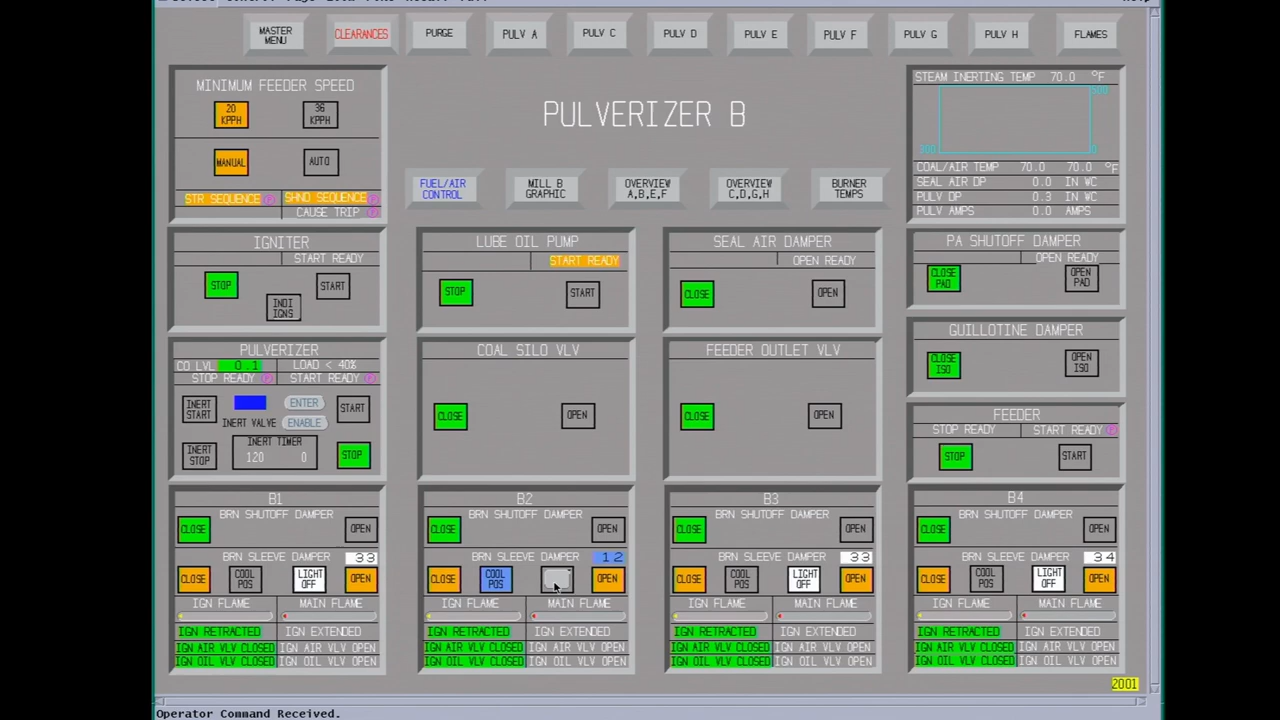 MASTER MENU
CLEARANCES
PURGE
PULV A
PULV C
PULV D
PULV E
PULV F
PULV G
PULV H
FLAMES
MINIMUM FEEDER SPEED
20 KPPH
36 KPPH
MANUAL
AUTO
STR SEQUENCE P
SHND SEQUENCE P
CAUSE TRIP P
PULVERIZER B
FUEL/AIR CONTROL
MILL B GRAPHIC
OVERVIEW A,B,E,F
OVERVIEW C,D,G,H
BURNER TEMPS
STEAM INERTING TEMP 70.0 °F
500
300 0
COAL/AIR TEMP 70.0 70.0 °F
SEAL AIR DP 0.0 IN WC
PULV DP 0.3 IN WC
PULV AMPS 0.0 AMPS
IGNITER
START READY
STOP
START
INDI IGNS
LUBE OIL PUMP
START READY
STOP
START
SEAL AIR DAMPER
OPEN READY
CLOSE
OPEN
PA SHUTOFF DAMPER
OPEN READY
CLOSE PAD
OPEN PAD
PULVERIZER
CO LVL 0.1 LOAD < 40%
STOP READY P START READY P
INERT START
ENTER
START
INERT VALVE ENABLE
INERT STOP
INERT TIMER
120 0
STOP
COAL SILO VLV
CLOSE
OPEN
FEEDER OUTLET VLV
CLOSE
OPEN
GUILLOTINE DAMPER
CLOSE ISO
OPEN ISO
FEEDER
STOP READY START READY P
STOP
START
B1
BRN SHUTOFF DAMPER
CLOSE
OPEN
BRN SLEEVE DAMPER 33
CLOSE
COOL POS
LIGHT OFF
OPEN
IGN FLAME MAIN FLAME
IGN RETRACTED IGN EXTENDED
IGN AIR VLV CLOSED IGN AIR VLV OPEN
IGN OIL VLV CLOSED IGN OIL VLV OPEN
B2
BRN SHUTOFF DAMPER
CLOSE
OPEN
BRN SLEEVE DAMPER 12
CLOSE
COOL POS
OPEN
IGN FLAME MAIN FLAME
IGN RETRACTED IGN EXTENDED
IGN AIR VLV CLOSED IGN AIR VLV OPEN
IGN OIL VLV CLOSED IGN OIL VLV OPEN
B3
BRN SHUTOFF DAMPER
CLOSE
OPEN
BRN SLEEVE DAMPER 33
CLOSE
COOL POS
LIGHT OFF
OPEN
IGN FLAME MAIN FLAME
IGN RETRACTED IGN EXTENDED
IGN AIR VLV CLOSED IGN AIR VLV OPEN
IGN OIL VLV CLOSED IGN OIL VLV OPEN
B4
BRN SHUTOFF DAMPER
CLOSE
OPEN
BRN SLEEVE DAMPER 34
CLOSE
COOL POS
LIGHT OFF
OPEN
IGN FLAME MAIN FLAME
IGN RETRACTED IGN EXTENDED
IGN AIR VLV CLOSED IGN AIR VLV OPEN
IGN OIL VLV CLOSED IGN OIL VLV OPEN
2001
Operator Command Received.